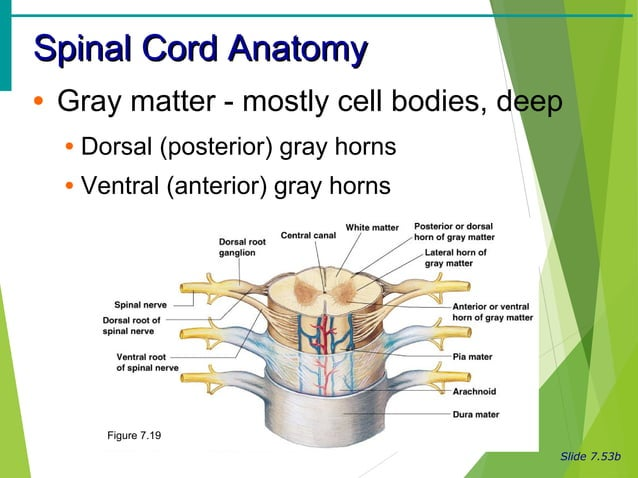 Spinal Cord Anatomy
• Gray matter - mostly cell bodies, deep
• Dorsal (posterior) gray horns
• Ventral (anterior) gray horns
Dorsal root
ganglion
Central canal
White matter
Posterior or dorsal
horn of gray matter
Lateral horn of
gray matter
Spinal nerve
Dorsal root of
spinal nerve
Ventral root
of spinal nerve
Anterior or ventral
horn of gray matter
Pia mater
Arachnoid
Dura mater
Figure 7.19
Slide 7.53b